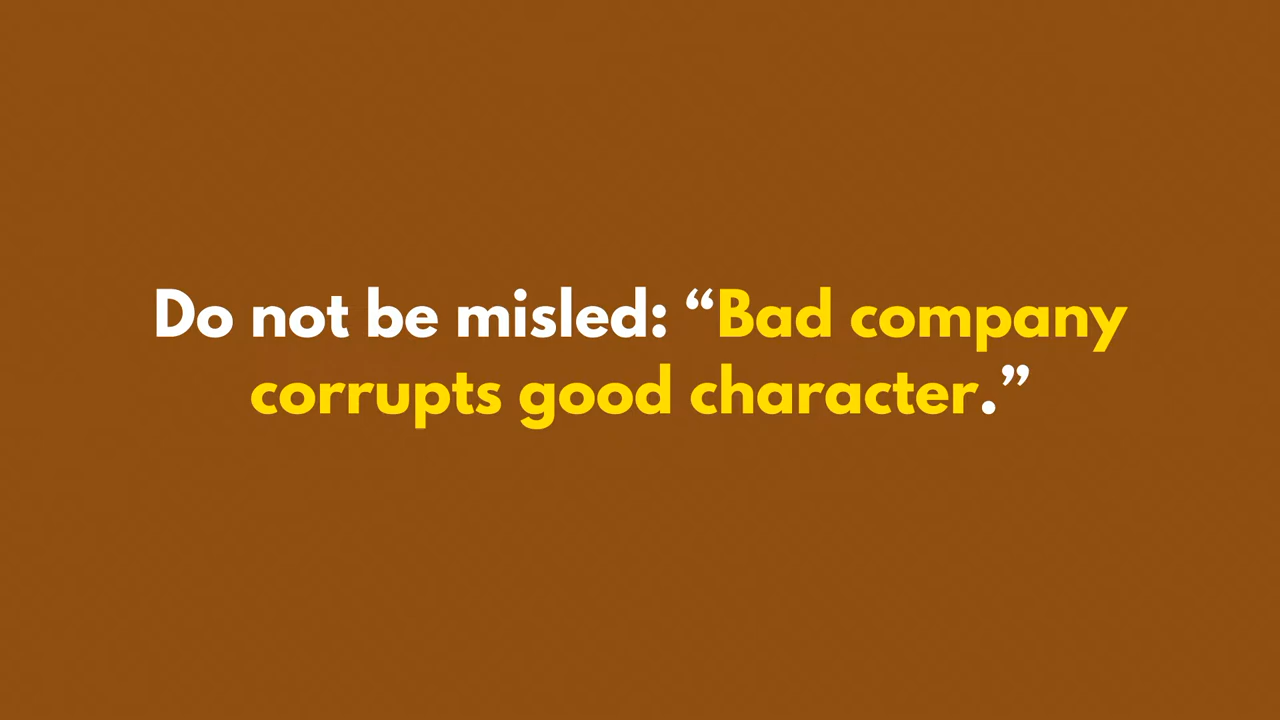 Do not be misled: “Bad company
corrupts good character.”